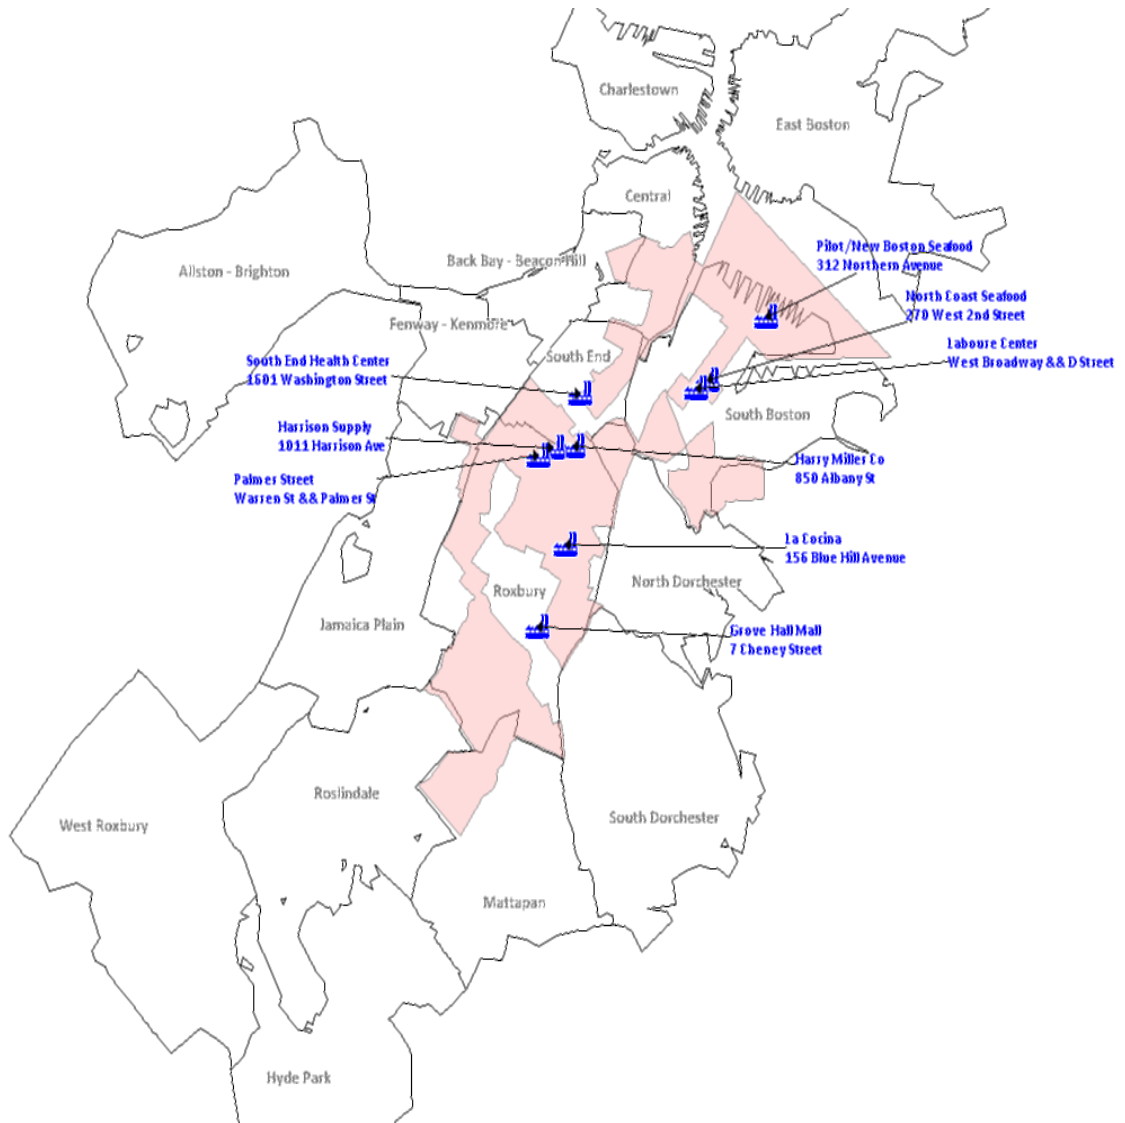 Charlestown
East Boston
Central
Pilot/New Boston Seafood
312 Northern Avenue
Back Bay - Beacon Hill
Allston - Brighton
North Coast Seafood
270 West 2nd Street
Fenway - Kenmore
Laboure Center
West Broadway && D Street
South End
South End Health Center
1601 Washington Street
South Boston
Harrison Supply
1011 Harrison Ave
Harry Miller Co
850 Albany St
Palmer Street
Warren St && Palmer St
La Cocina
156 Blue Hill Avenue
North Dorchester
Roxbury
Jamaica Plain
Grove Hall Mall
7 Cheney Street
Roslindale
South Dorchester
West Roxbury
Mattapan
Hyde Park